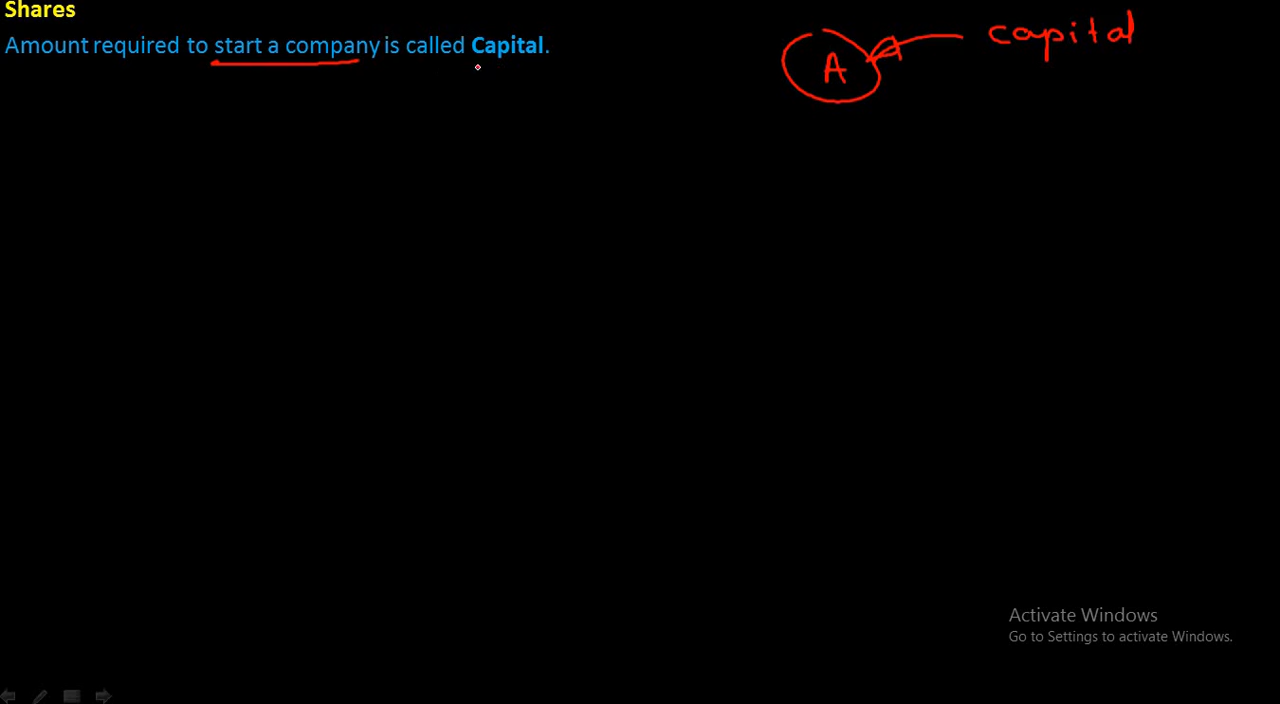 Shares
Amount required to start a company is called Capital.
capital
A
Activate Windows
Go to Settings to activate Windows.